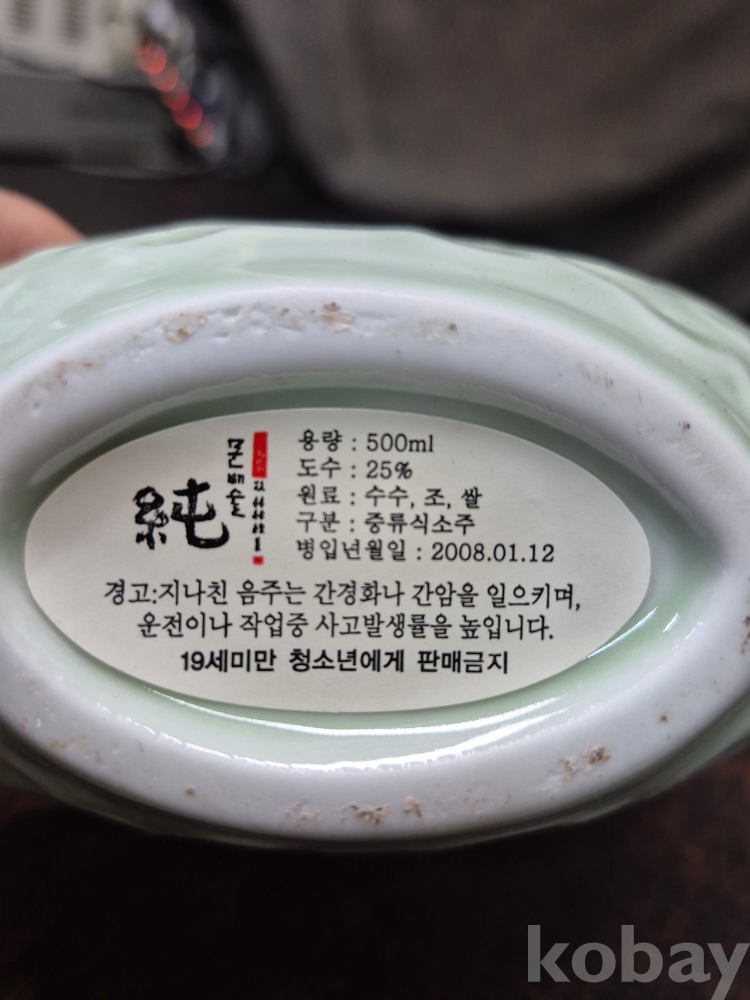 純
문배술
용량 : 500ml
도수 : 25%
원료 : 수수, 조, 쌀
구분 : 증류식소주
병입년월일 : 2008.01.12
경고:지나친 음주는 간경화나 간암을 일으키며,
운전이나 작업중 사고발생률을 높입니다.
19세미만 청소년에게 판매금지
kobay